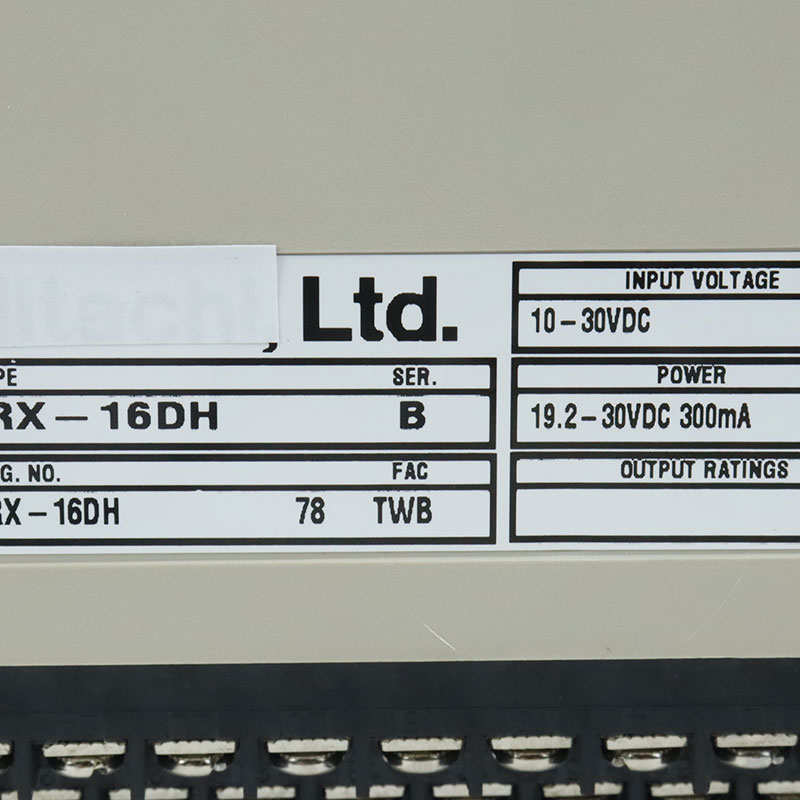 Hitachi, Ltd.
INPUT VOLTAGE
10-30VDC
PE SER.
RX-16DH B
POWER
19.2-30VDC 300mA
G. NO. FAC
RX-16DH 78 TWB
OUTPUT RATINGS